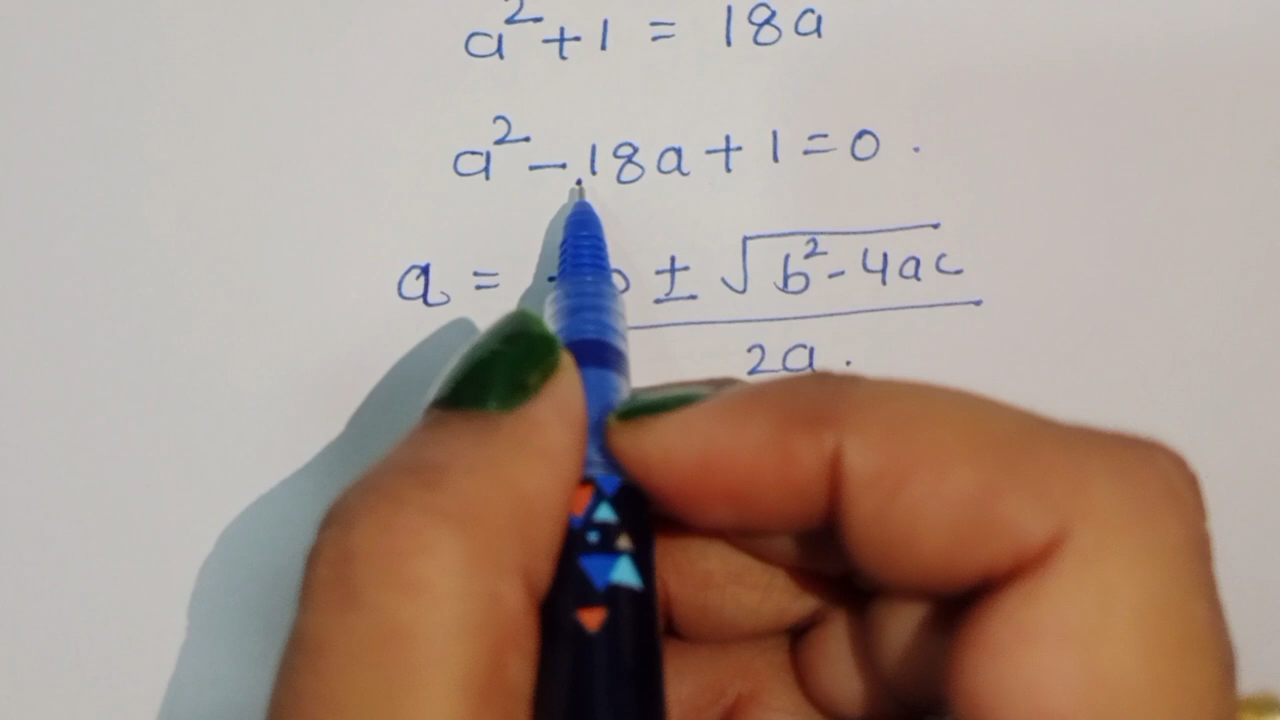 a²+1 = 18a
a²-18a+1=0.
a = ± √b²-4ac
2a.